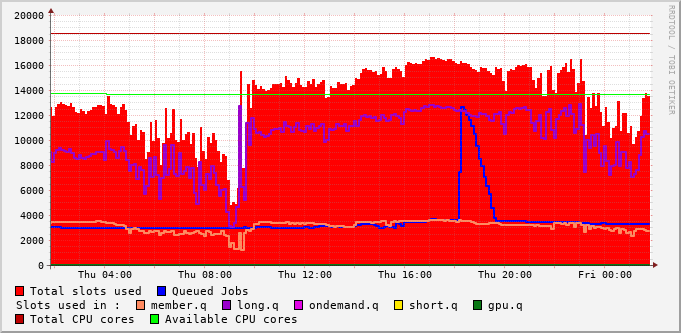 RRDTOOL / TOBI OETIKER
20000
18000
16000
14000
12000
10000
8000
6000
4000
2000
0
Thu 04:00 Thu 08:00 Thu 12:00 Thu 16:00 Thu 20:00 Fri 00:00
Total slots used Queued Jobs
Slots used in : member.q long.q ondemand.q short.q gpu.q
Total CPU cores Available CPU cores